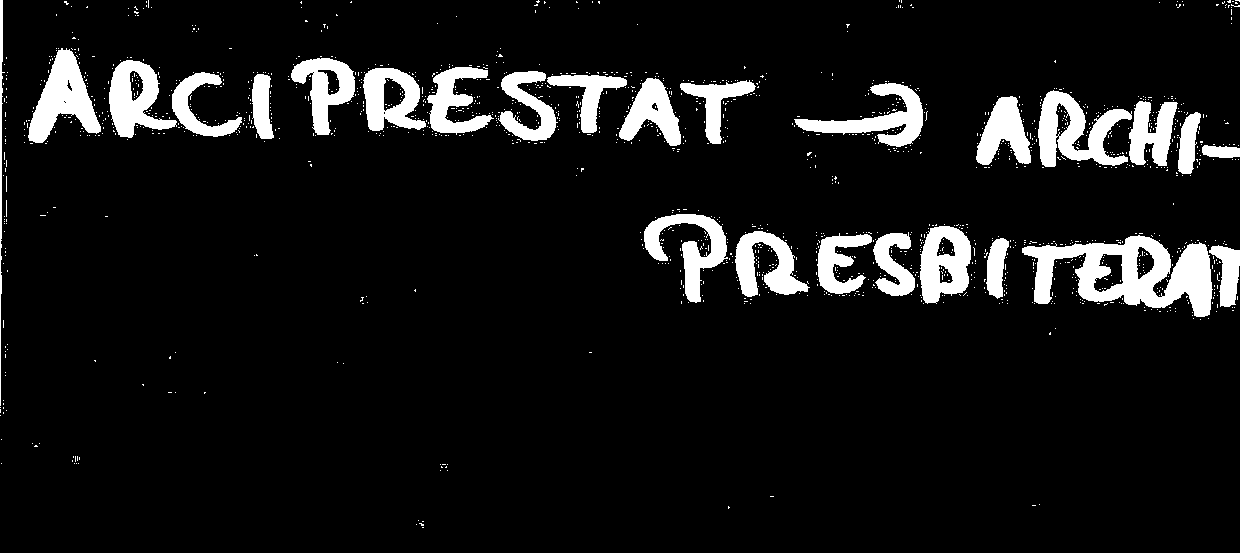 ARCIPRESTAT → ARCHI-
PRESBITERAT